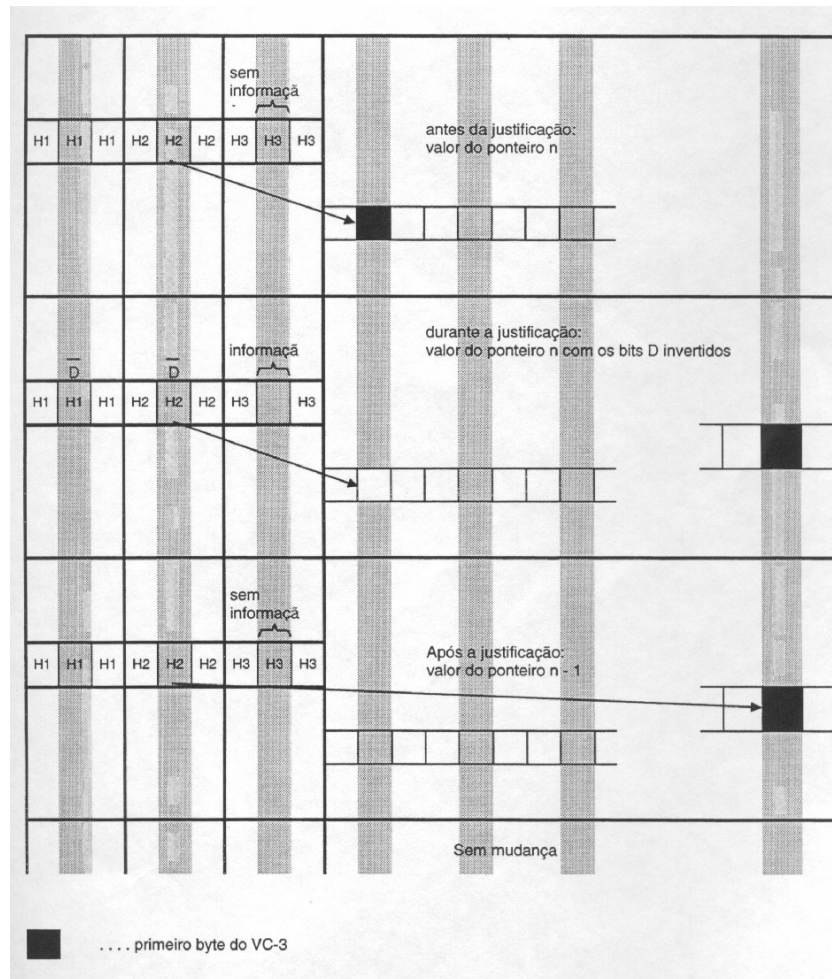 sem
informaçã
H1 H1 H1 H2 H2 H2 H3 H3 H3
antes da justificação:
valor do ponteiro n
durante a justificação:
valor do ponteiro n com os bits D invertidos
D D informaçã
H1 H1 H1 H2 H2 H2 H3 H3
sem
informaçã
H1 H1 H1 H2 H2 H2 H3 H3 H3
Após a justificação:
valor do ponteiro n - 1
Sem mudança
. . . . primeiro byte do VC-3